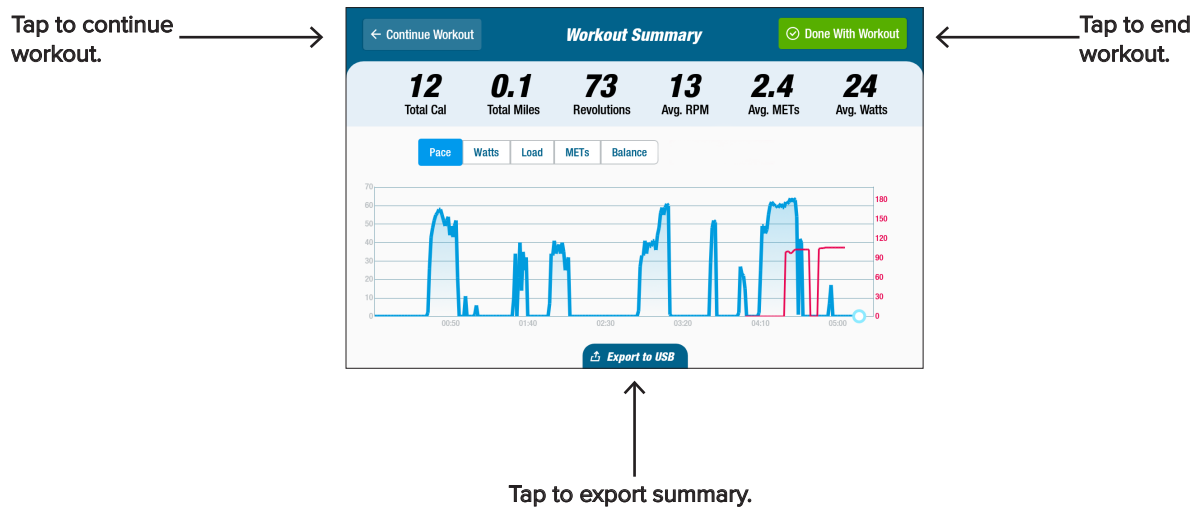 Tap to continue
workout.
← Continue Workout
Workout Summary
Done With Workout
Tap to end
workout.
12 0.1 73 13 2.4 24
Total Cal Total Miles Revolutions Avg. RPM Avg. METs Avg. Watts
Pace Watts Load METs Balance
70
60
50
40
30
20
10
0
180
150
120
90
60
30
0
00:50 01:40 02:30 03:20 04:10 05:00
Export to USB
Tap to export summary.